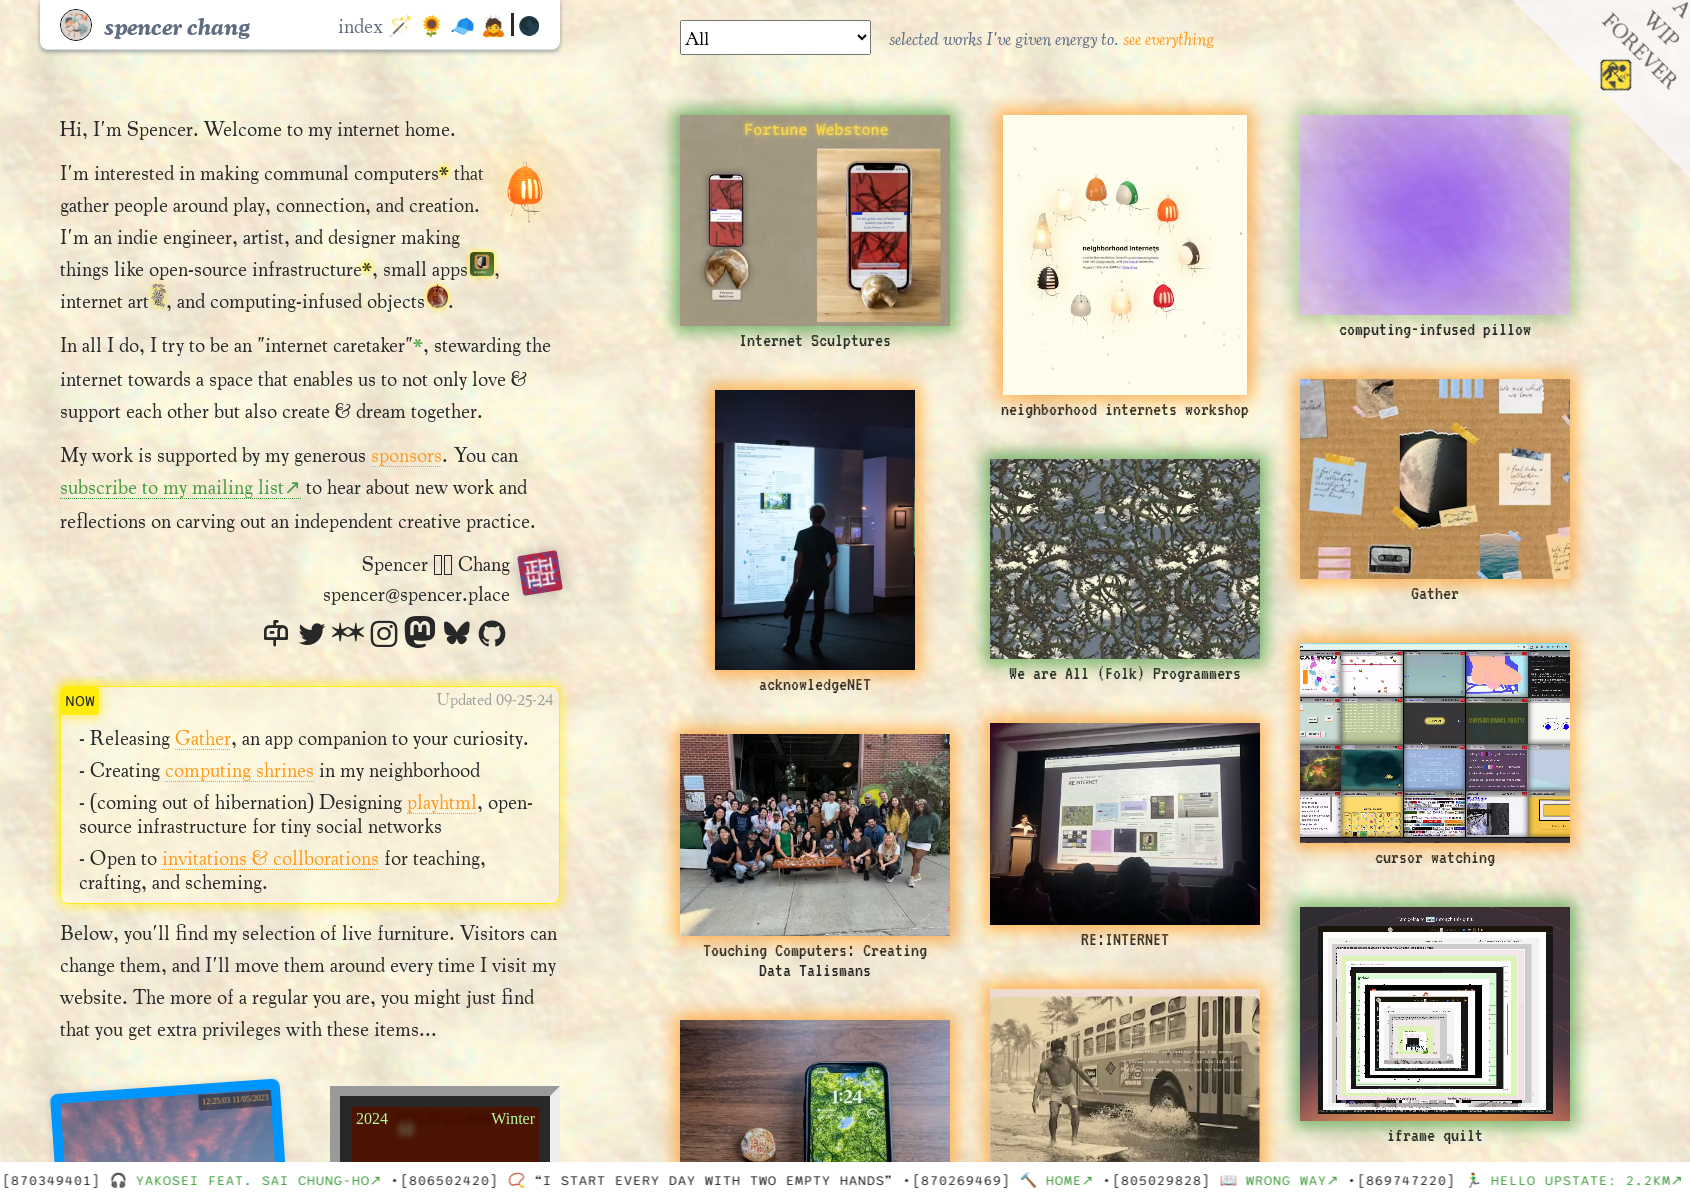 spencer chang
index
All
selected works I've given energy to. see everything
A
WIP
FOREVER
Hi, I'm Spencer. Welcome to my internet home.
I'm interested in making communal computers* that
gather people around play, connection, and creation.
I'm an indie engineer, artist, and designer making
things like open-source infrastructure*, small apps,
internet art, and computing-infused objects.
In all I do, I try to be an "internet caretaker"*, stewarding the
internet towards a space that enables us to not only love &
support each other but also create & dream together.
My work is supported by my generous sponsors. You can
subscribe to my mailing list↗ to hear about new work and
reflections on carving out an independent creative practice.
Spencer Chang
spencer@spencer.place
NOW
Updated 09-25-24
- Releasing Gather, an app companion to your curiosity.
- Creating computing shrines in my neighborhood
- (coming out of hibernation) Designing playhtml, open-
source infrastructure for tiny social networks
- Open to invitations & collborations for teaching,
crafting, and scheming.
Below, you'll find my selection of live furniture. Visitors can
change them, and I'll move them around every time I visit my
website. The more of a regular you are, you might just find
that you get extra privileges with these items...
12:25:03 11/05/2023
2024
Winter
Fortune Webstone
Internet Sculptures
acknowledgeNET
Touching Computers: Creating
Data Talismans
1:24
neighborhood internets
neighborhood internets workshop
We are All (Folk) Programmers
RE INTERNET
RE:INTERNET
computing-infused pillow
Gather
cursor watching
iframe quilt
[870349401] 🎧 YAKOSEI FEAT. SAI CHUNG-HO↗ •[806502420] 📿 “I START EVERY DAY WITH TWO EMPTY HANDS” •[870269469] 🔨 HOME↗ •[805029828] 📖 WRONG WAY↗ •[869747220] 🏃 HELLO UPSTATE: 2.2KM↗